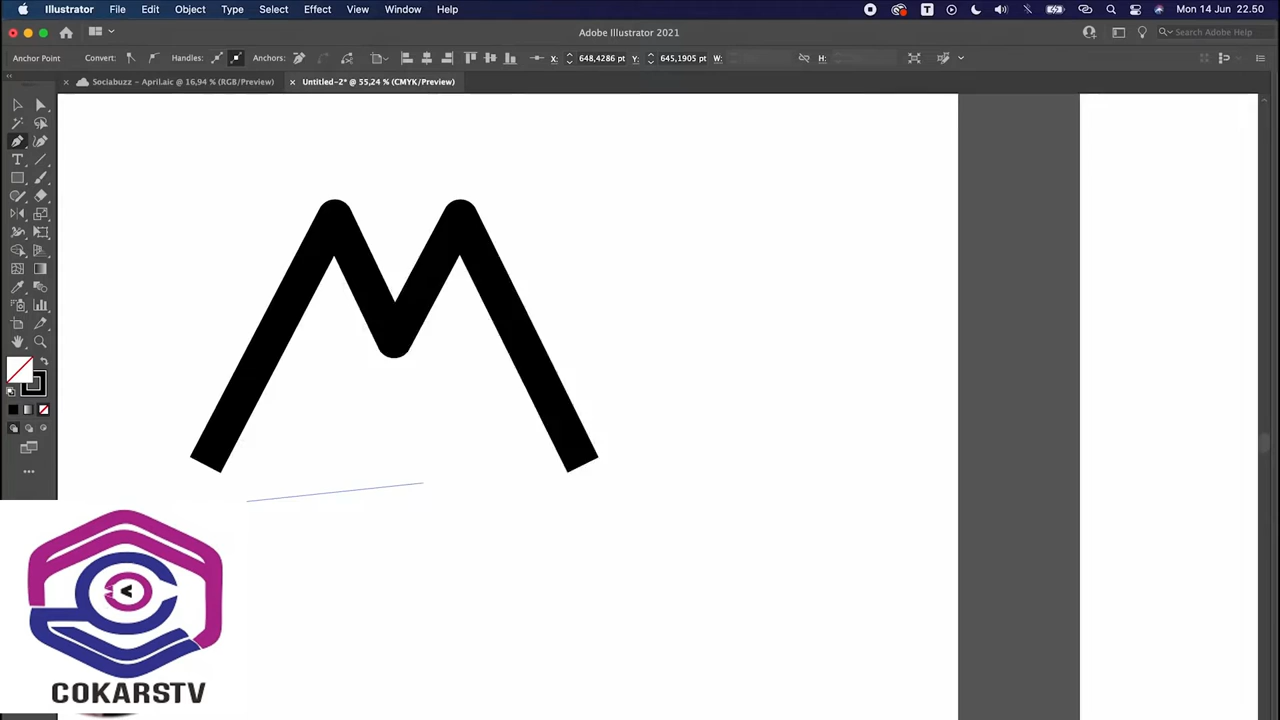 Illustrator File Edit Object Type Select Effect View Window Help
Mon 14 Jun 22.50
Adobe Illustrator 2021
Search Adobe Help
Anchor Point Convert: Handles: Anchors: X: 648,4286 pt Y: 645,1905 pt W: H:
Sociabuzz - April.aic @ 16,94 % (RGB/Preview)
Untitled-2* @ 55,24 % (CMYK/Preview)
M
COKARSTV